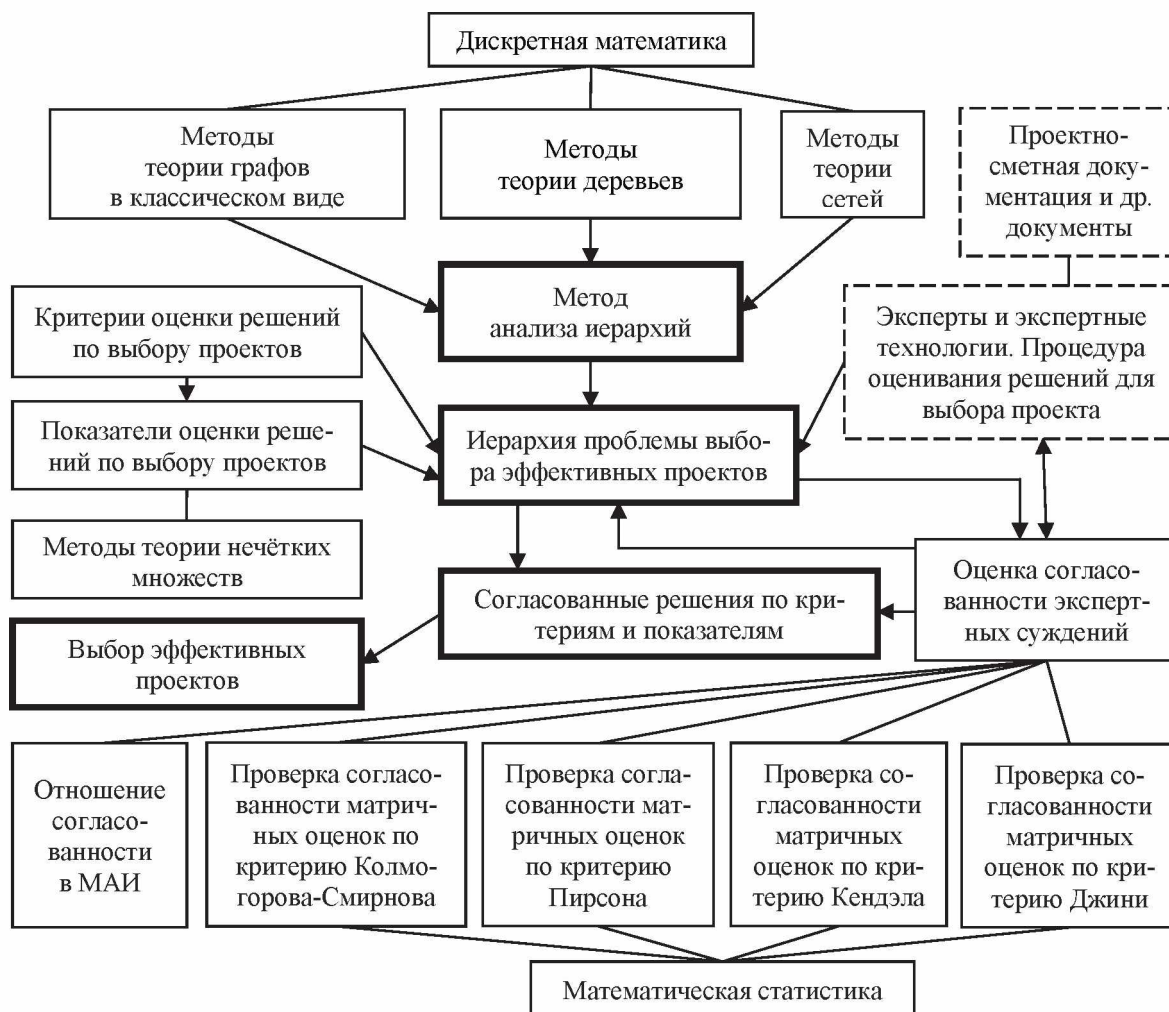 Дискретная математика
Методы
теории графов
в классическом виде
Методы
теории деревьев
Методы
теории
сетей
Проектно-
сметная доку-
ментация и др.
документы
Метод
анализа иерархий
Критерии оценки решений
по выбору проектов
Эксперты и экспертные
технологии. Процедура
оценивания решений для
выбора проекта
Показатели оценки реше-
ний по выбору проектов
Иерархия проблемы выбо-
ра эффективных проектов
Методы теории нечётких
множеств
Оценка согласо-
ванности эксперт-
ных суждений
Согласованные решения по кри-
териям и показателям
Выбор эффективных
проектов
Отношение
согласо-
ванности
в МАИ
Проверка согласо-
ванности матрич-
ных оценок по
критерию Колмо-
горова-Смирнова
Проверка согла-
сованности мат-
ричных оценок
по критерию
Пирсона
Проверка со-
гласованности
матричных
оценок по кри-
терию Кендэла
Проверка со-
гласованности
матричных
оценок по кри-
терию Джини
Математическая статистика